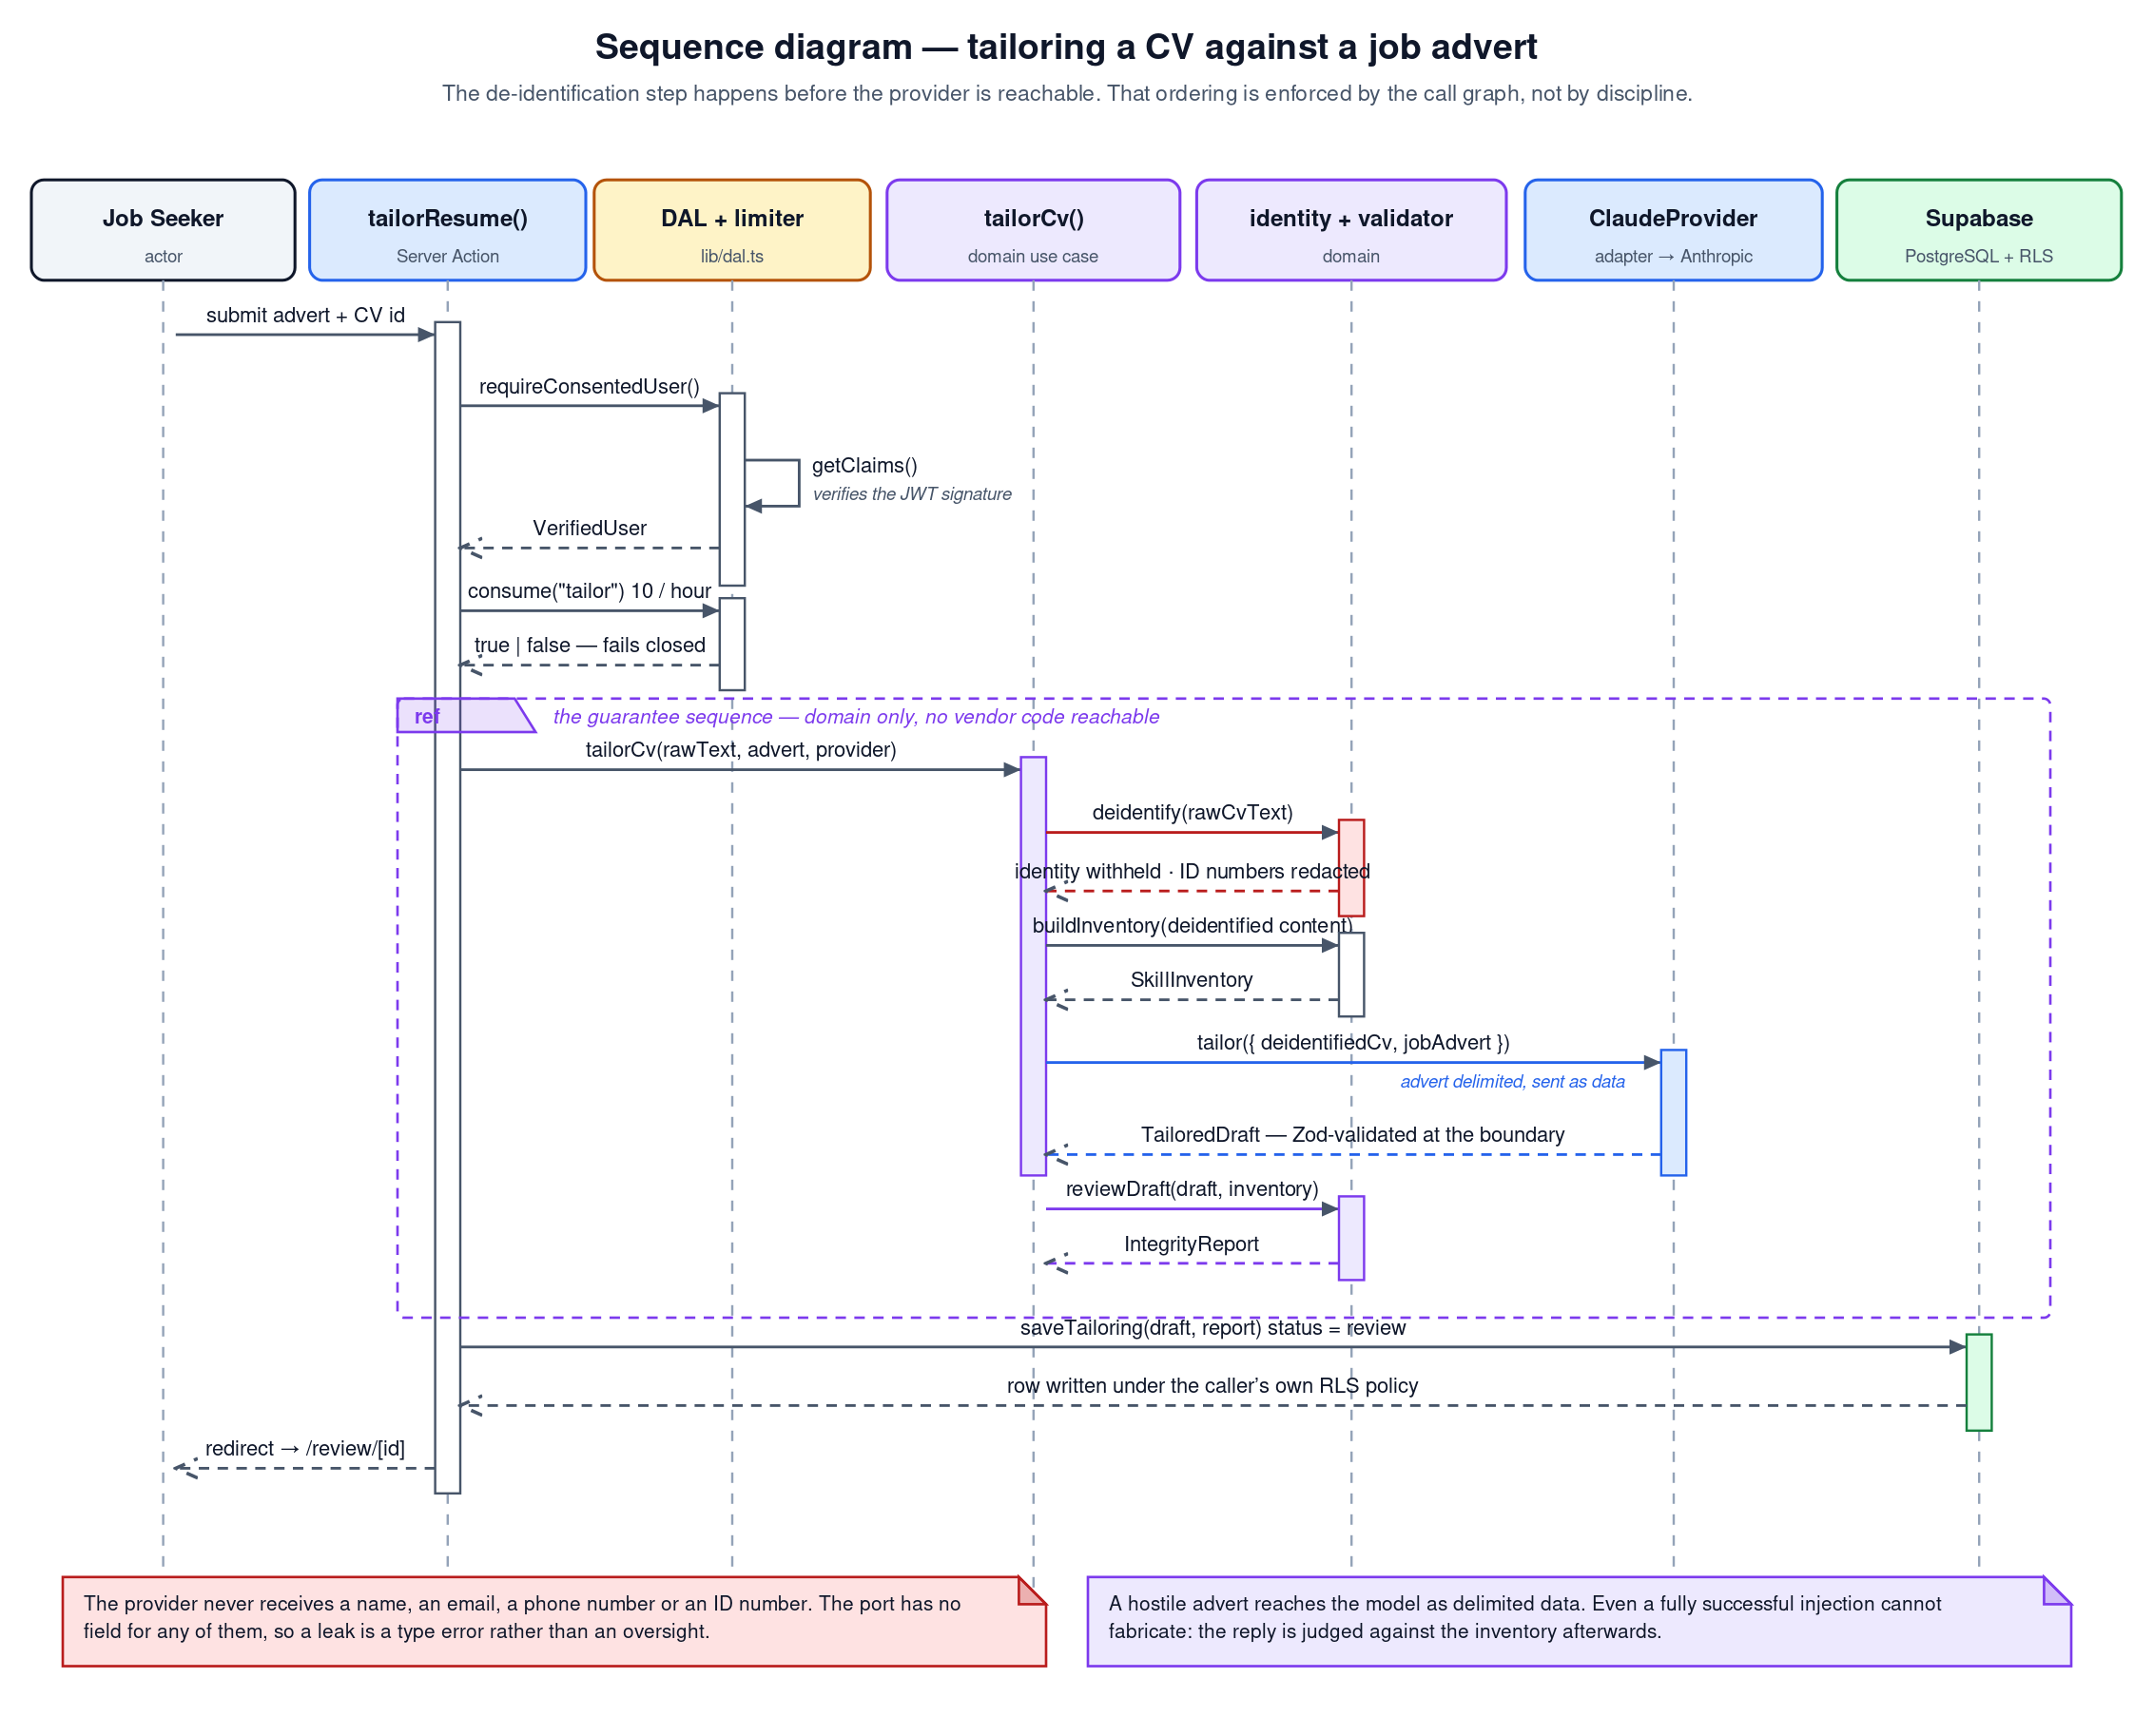 Sequence diagram — tailoring a CV against a job advert
The de-identification step happens before the provider is reachable. That ordering is enforced by the call graph, not by discipline.
Job Seeker
actor
tailorResume()
Server Action
DAL + limiter
lib/dal.ts
tailorCv()
domain use case
identity + validator
domain
ClaudeProvider
adapter → Anthropic
Supabase
PostgreSQL + RLS
submit advert + CV id
requireConsentedUser()
getClaims()
verifies the JWT signature
VerifiedUser
consume("tailor") 10 / hour
true | false — fails closed
ref
the guarantee sequence — domain only, no vendor code reachable
tailorCv(rawText, advert, provider)
deidentify(rawCvText)
identity withheld · ID numbers redacted
buildInventory(deidentified content)
SkillInventory
tailor({ deidentifiedCv, jobAdvert })
advert delimited, sent as data
TailoredDraft — Zod-validated at the boundary
reviewDraft(draft, inventory)
IntegrityReport
saveTailoring(draft, report) status = review
row written under the caller's own RLS policy
redirect → /review/[id]
The provider never receives a name, an email, a phone number or an ID number. The port has no
field for any of them, so a leak is a type error rather than an oversight.
A hostile advert reaches the model as delimited data. Even a fully successful injection cannot
fabricate: the reply is judged against the inventory afterwards.